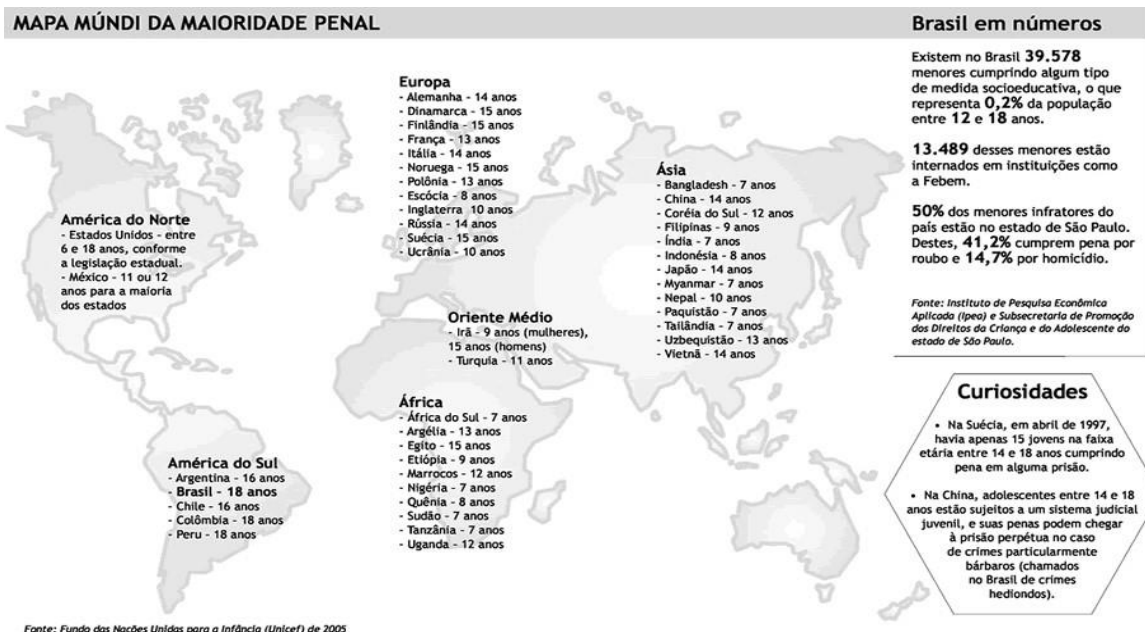 MAPA MÚNDI DA MAIORIDADE PENAL
América do Norte
- Estados Unidos - entre
6 e 18 anos, conforme
a legislação estadual.
- México - 11 ou 12
anos para a maioria
dos estados
América do Sul
- Argentina - 16 anos
- Brasil - 18 anos
- Chile - 16 anos
- Colômbia - 18 anos
- Peru - 18 anos
Europa
- Alemanha - 14 anos
- Dinamarca - 15 anos
- Finlândia - 15 anos
- França - 13 anos
- Itália - 14 anos
- Noruega - 15 anos
- Polônia - 13 anos
- Escócia - 8 anos
- Inglaterra 10 anos
- Rússia - 14 anos
- Suécia - 15 anos
- Ucrânia - 10 anos
Oriente Médio
- Irã - 9 anos (mulheres),
15 anos (homens)
- Turquia - 11 anos
África
- África do Sul - 7 anos
- Argélia - 13 anos
- Egito - 15 anos
- Etiópia - 9 anos
- Marrocos - 12 anos
- Nigéria - 7 anos
- Quênia - 8 anos
- Sudão - 7 anos
- Tanzânia - 7 anos
- Uganda - 12 anos
Ásia
- Bangladesh - 7 anos
- China - 14 anos
- Coréia do Sul - 12 anos
- Filipinas - 9 anos
- Índia - 7 anos
- Indonésia - 8 anos
- Japão - 14 anos
- Myanmar - 7 anos
- Nepal - 10 anos
- Paquistão - 7 anos
- Tailândia - 7 anos
- Uzbequistão - 13 anos
- Vietnã - 14 anos
Fonte: Fundo das Nações Unidas para a Infância (Unicef) de 2005
Brasil em números
Existem no Brasil 39.578
menores cumprindo algum tipo
de medida socioeducativa, o que
representa 0,2% da população
entre 12 e 18 anos.
13.489 desses menores estão
internados em instituições como
a Febem.
50% dos menores infratores do
país estão no estado de São Paulo.
Destes, 41,2% cumprem pena por
roubo e 14,7% por homicídio.
Fonte: Instituto de Pesquisa Econômica
Aplicada (Ipea) e Subsecretaria de Promoção
dos Direitos da Criança e do Adolescente do
estado de São Paulo.
Curiosidades
• Na Suécia, em abril de 1997,
havia apenas 15 jovens na faixa
etária entre 14 e 18 anos cumprindo
pena em alguma prisão.
• Na China, adolescentes entre 14 e 18
anos estão sujeitos a um sistema judicial
juvenil, e suas penas podem chegar
à prisão perpétua no caso
de crimes particularmente
bárbaros (chamados
no Brasil de crimes
hediondos).